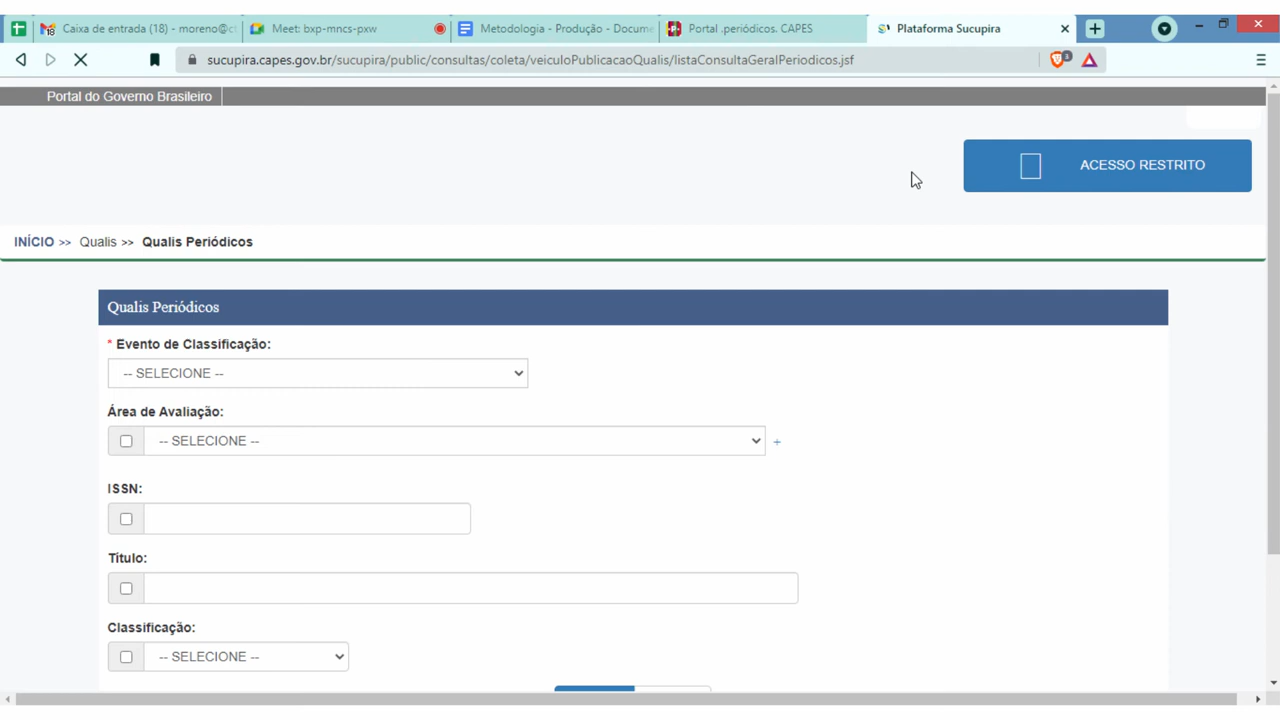 Caixa de entrada (18) - moreno@ct
Meet: bxp-mncs-pxw
Metodologia - Produção - Docume
Portal .periódicos. CAPES
Plataforma Sucupira
sucupira.capes.gov.br/sucupira/public/consultas/coleta/veiculoPublicacaoQualis/listaConsultaGeralPeriodicos.jsf
Portal do Governo Brasileiro
ACESSO RESTRITO
INÍCIO >> Qualis >> Qualis Periódicos
Qualis Periódicos
* Evento de Classificação:
-- SELECIONE --
Área de Avaliação:
-- SELECIONE --
+
ISSN:
Título:
Classificação:
-- SELECIONE --